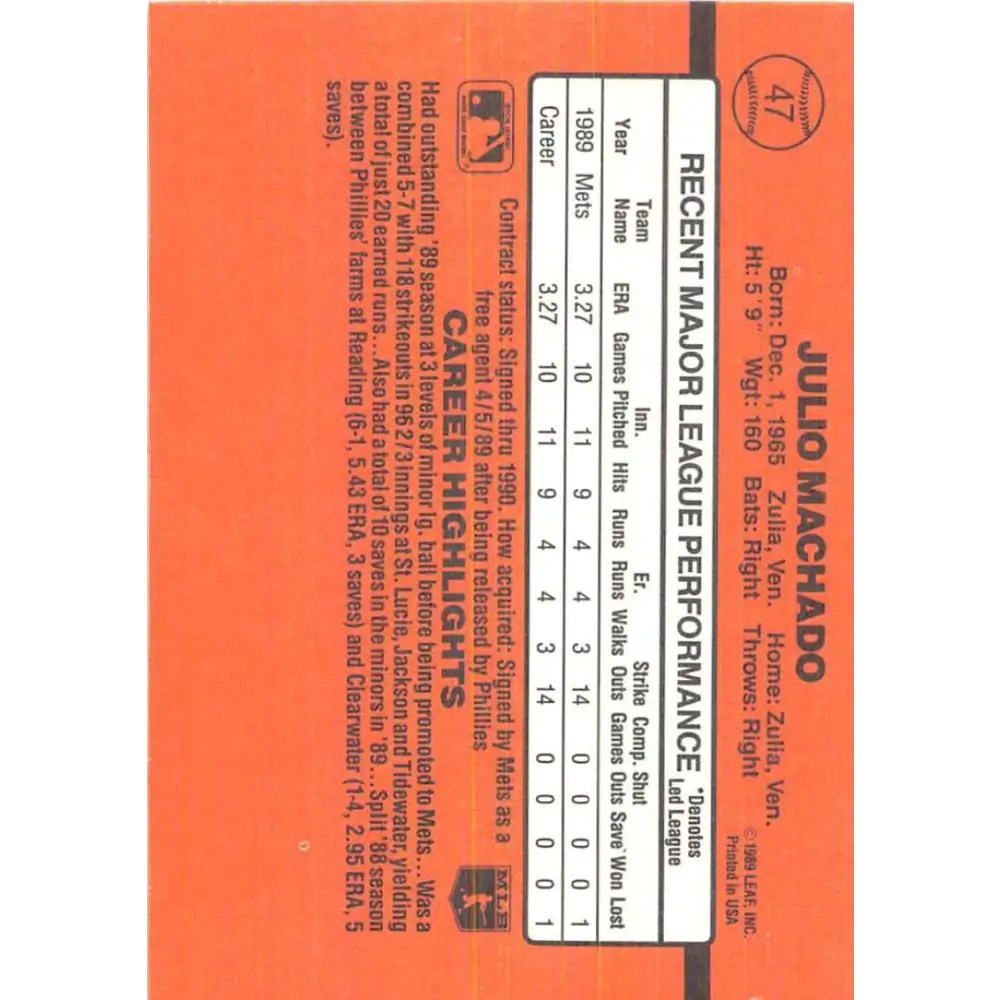 47
JULIO MACHADO
Born: Dec. 1, 1965 Zulia, Ven. Home: Zulia, Ven.
Ht: 5'9" Wgt: 160 Bats: Right Throws: Right
© 1989 LEAF, INC.
Printed in USA
RECENT MAJOR LEAGUE PERFORMANCE *Denotes Led League
Team Inn. Er. Strike Comp. Shut
Year Name ERA Games Pitched Hits Runs Runs Walks Outs Games Outs Save Won Lost
1989 Mets 3.27 10 11 9 4 4 3 14 0 0 0 0 1
Career 3.27 10 11 9 4 4 3 14 0 0 0 0 1
Contract status: Signed thru 1990. How acquired: Signed by Mets as a
free agent 4/5/89 after being released by Phillies
MLB
CAREER HIGHLIGHTS
Had outstanding '89 season at 3 levels of minor lg. ball before being promoted to Mets...Was a
combined 5-7 with 118 strikeouts in 96 2/3 innings at St. Lucie, Jackson and Tidewater, yielding
a total of just 20 earned runs...Also had a total of 10 saves in the minors in '89...Split '88 season
between Phillies' farms at Reading (6-1, 5.43 ERA, 3 saves) and Clearwater (1-4, 2.95 ERA, 5
saves).